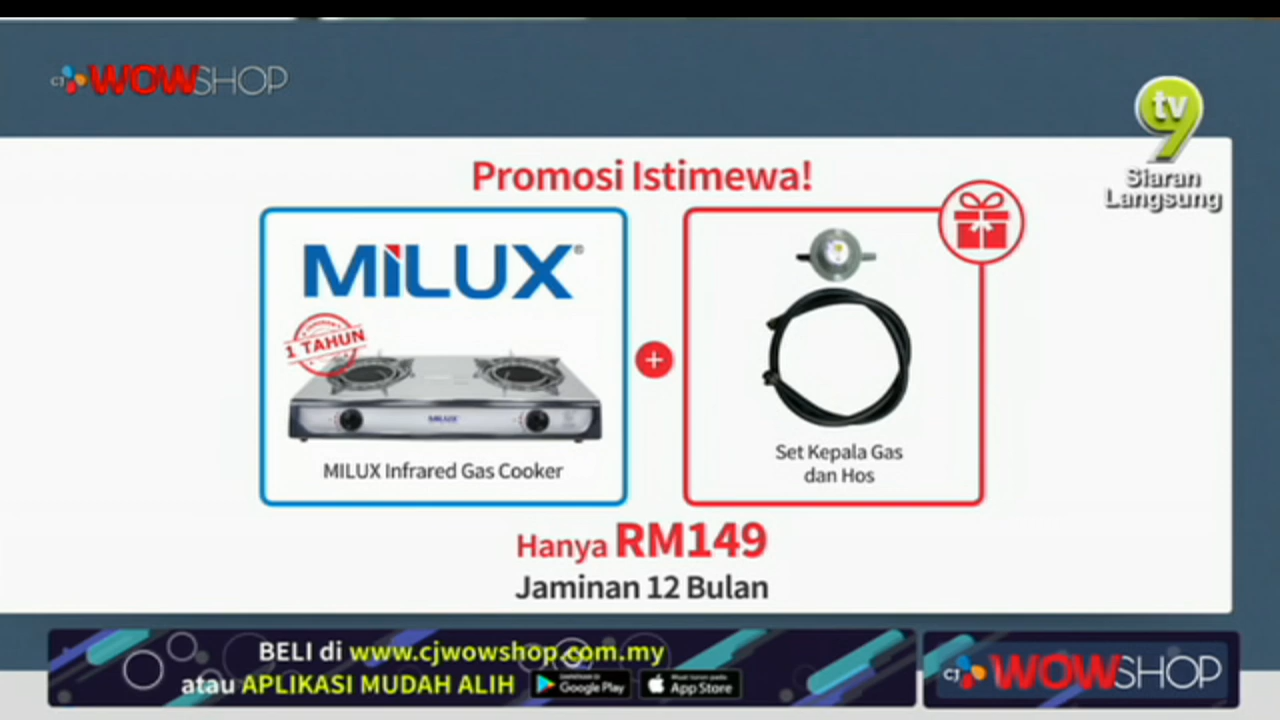 CJ WOWSHOP
tv9
Siaran
Langsung
Promosi Istimewa!
MILUX®
1 TAHUN
MILUX
MILUX Infrared Gas Cooker
+
Set Kepala Gas
dan Hos
Hanya RM149
Jaminan 12 Bulan
BELI di www.cjwowshop.com.my
atau APLIKASI MUDAH ALIH
Google Play
App Store
CJ WOWSHOP